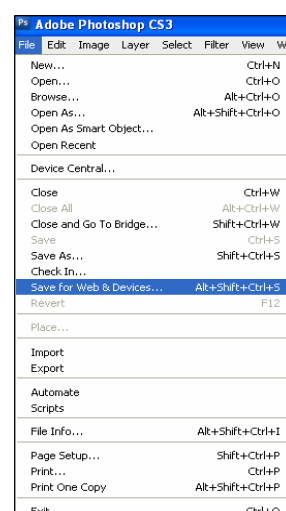 Ps Adobe Photoshop CS3
File Edit Image Layer Select Filter View W
New... Ctrl+N
Open... Ctrl+O
Browse... Alt+Ctrl+O
Open As... Alt+Shift+Ctrl+O
Open As Smart Object...
Open Recent
Device Central...
Close Ctrl+W
Close All Alt+Ctrl+W
Close and Go To Bridge... Shift+Ctrl+W
Save Ctrl+S
Save As... Shift+Ctrl+S
Check In...
Save for Web & Devices... Alt+Shift+Ctrl+S
Revert F12
Place...
Import
Export
Automate
Scripts
File Info... Alt+Shift+Ctrl+I
Page Setup... Shift+Ctrl+P
Print... Ctrl+P
Print One Copy Alt+Shift+Ctrl+P
Exit Ctrl+Q